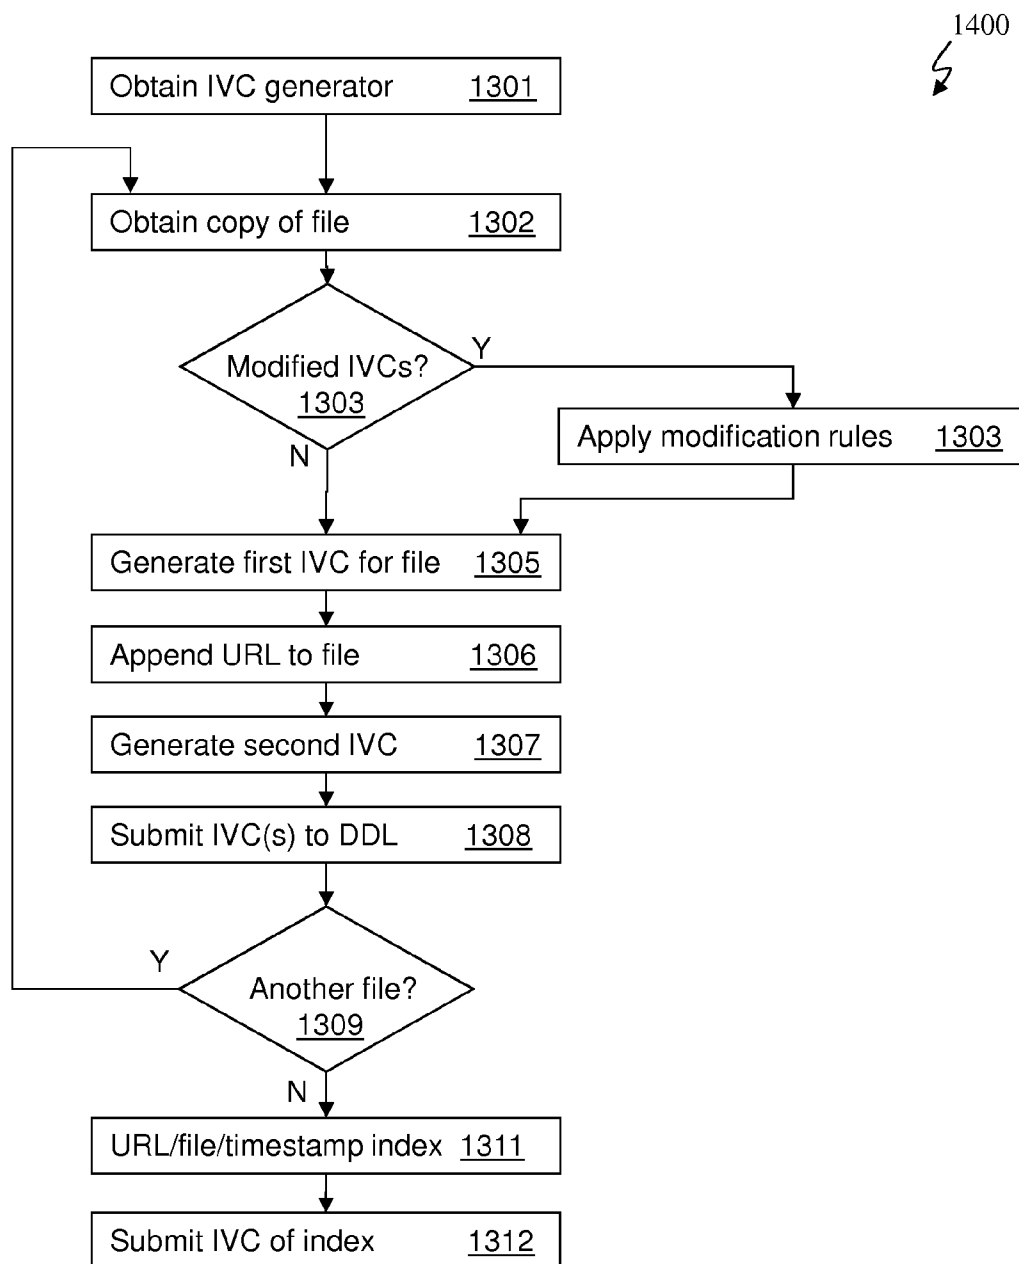 1400
Obtain IVC generator 1301
Obtain copy of file 1302
Modified IVCs?
1303
Y
N
Apply modification rules 1303
Generate first IVC for file 1305
Append URL to file 1306
Generate second IVC 1307
Submit IVC(s) to DDL 1308
Y
Another file?
1309
N
URL/file/timestamp index 1311
Submit IVC of index 1312